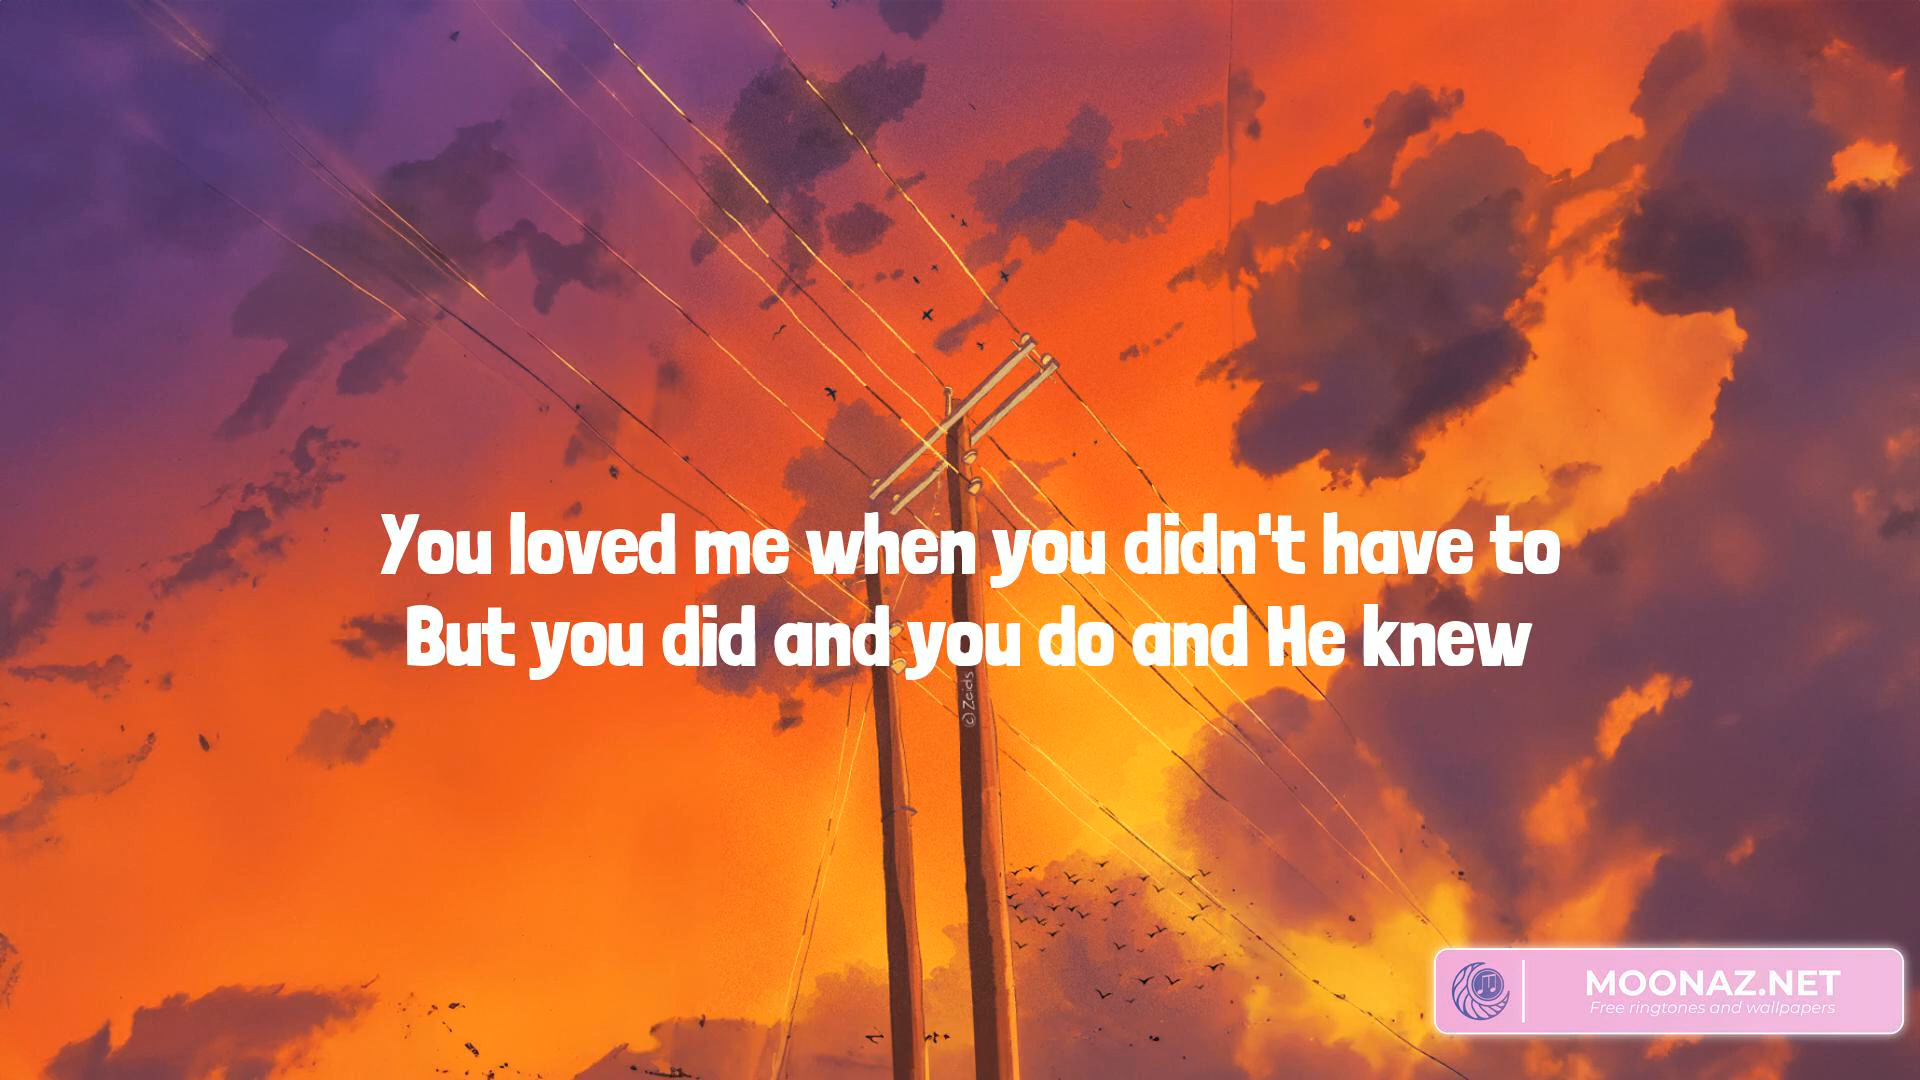 You loved me when you didn't have to
But you did and you do and He knew
© Zcids
MOONAZ.NET
Free ringtones and wallpapers